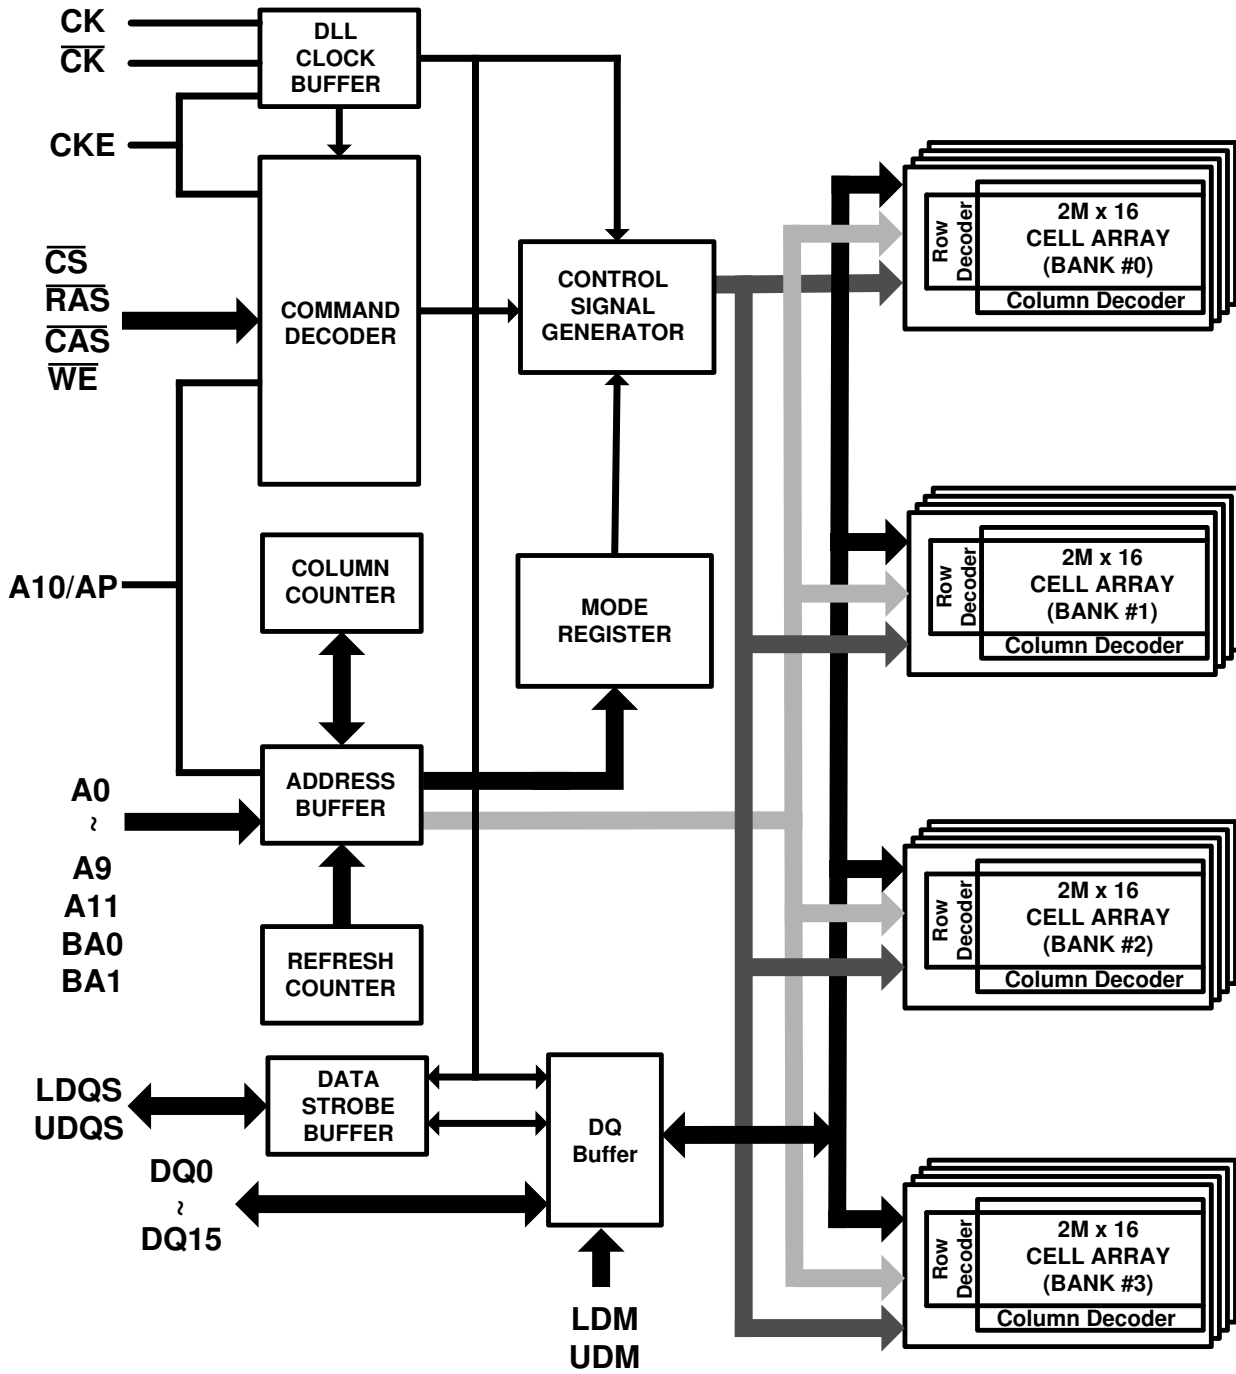 CK
CK
CKE
CS
RAS
CAS
WE
A10/AP
A0
~
A9
A11
BA0
BA1
LDQS
UDQS
DQ0
~
DQ15
DLL
CLOCK
BUFFER
COMMAND
DECODER
CONTROL
SIGNAL
GENERATOR
COLUMN
COUNTER
MODE
REGISTER
ADDRESS
BUFFER
REFRESH
COUNTER
DATA
STROBE
BUFFER
DQ
Buffer
LDM
UDM
Row
Decoder
2M x 16
CELL ARRAY
(BANK #0)
Column Decoder
Row
Decoder
2M x 16
CELL ARRAY
(BANK #1)
Column Decoder
Row
Decoder
2M x 16
CELL ARRAY
(BANK #2)
Column Decoder
Row
Decoder
2M x 16
CELL ARRAY
(BANK #3)
Column Decoder